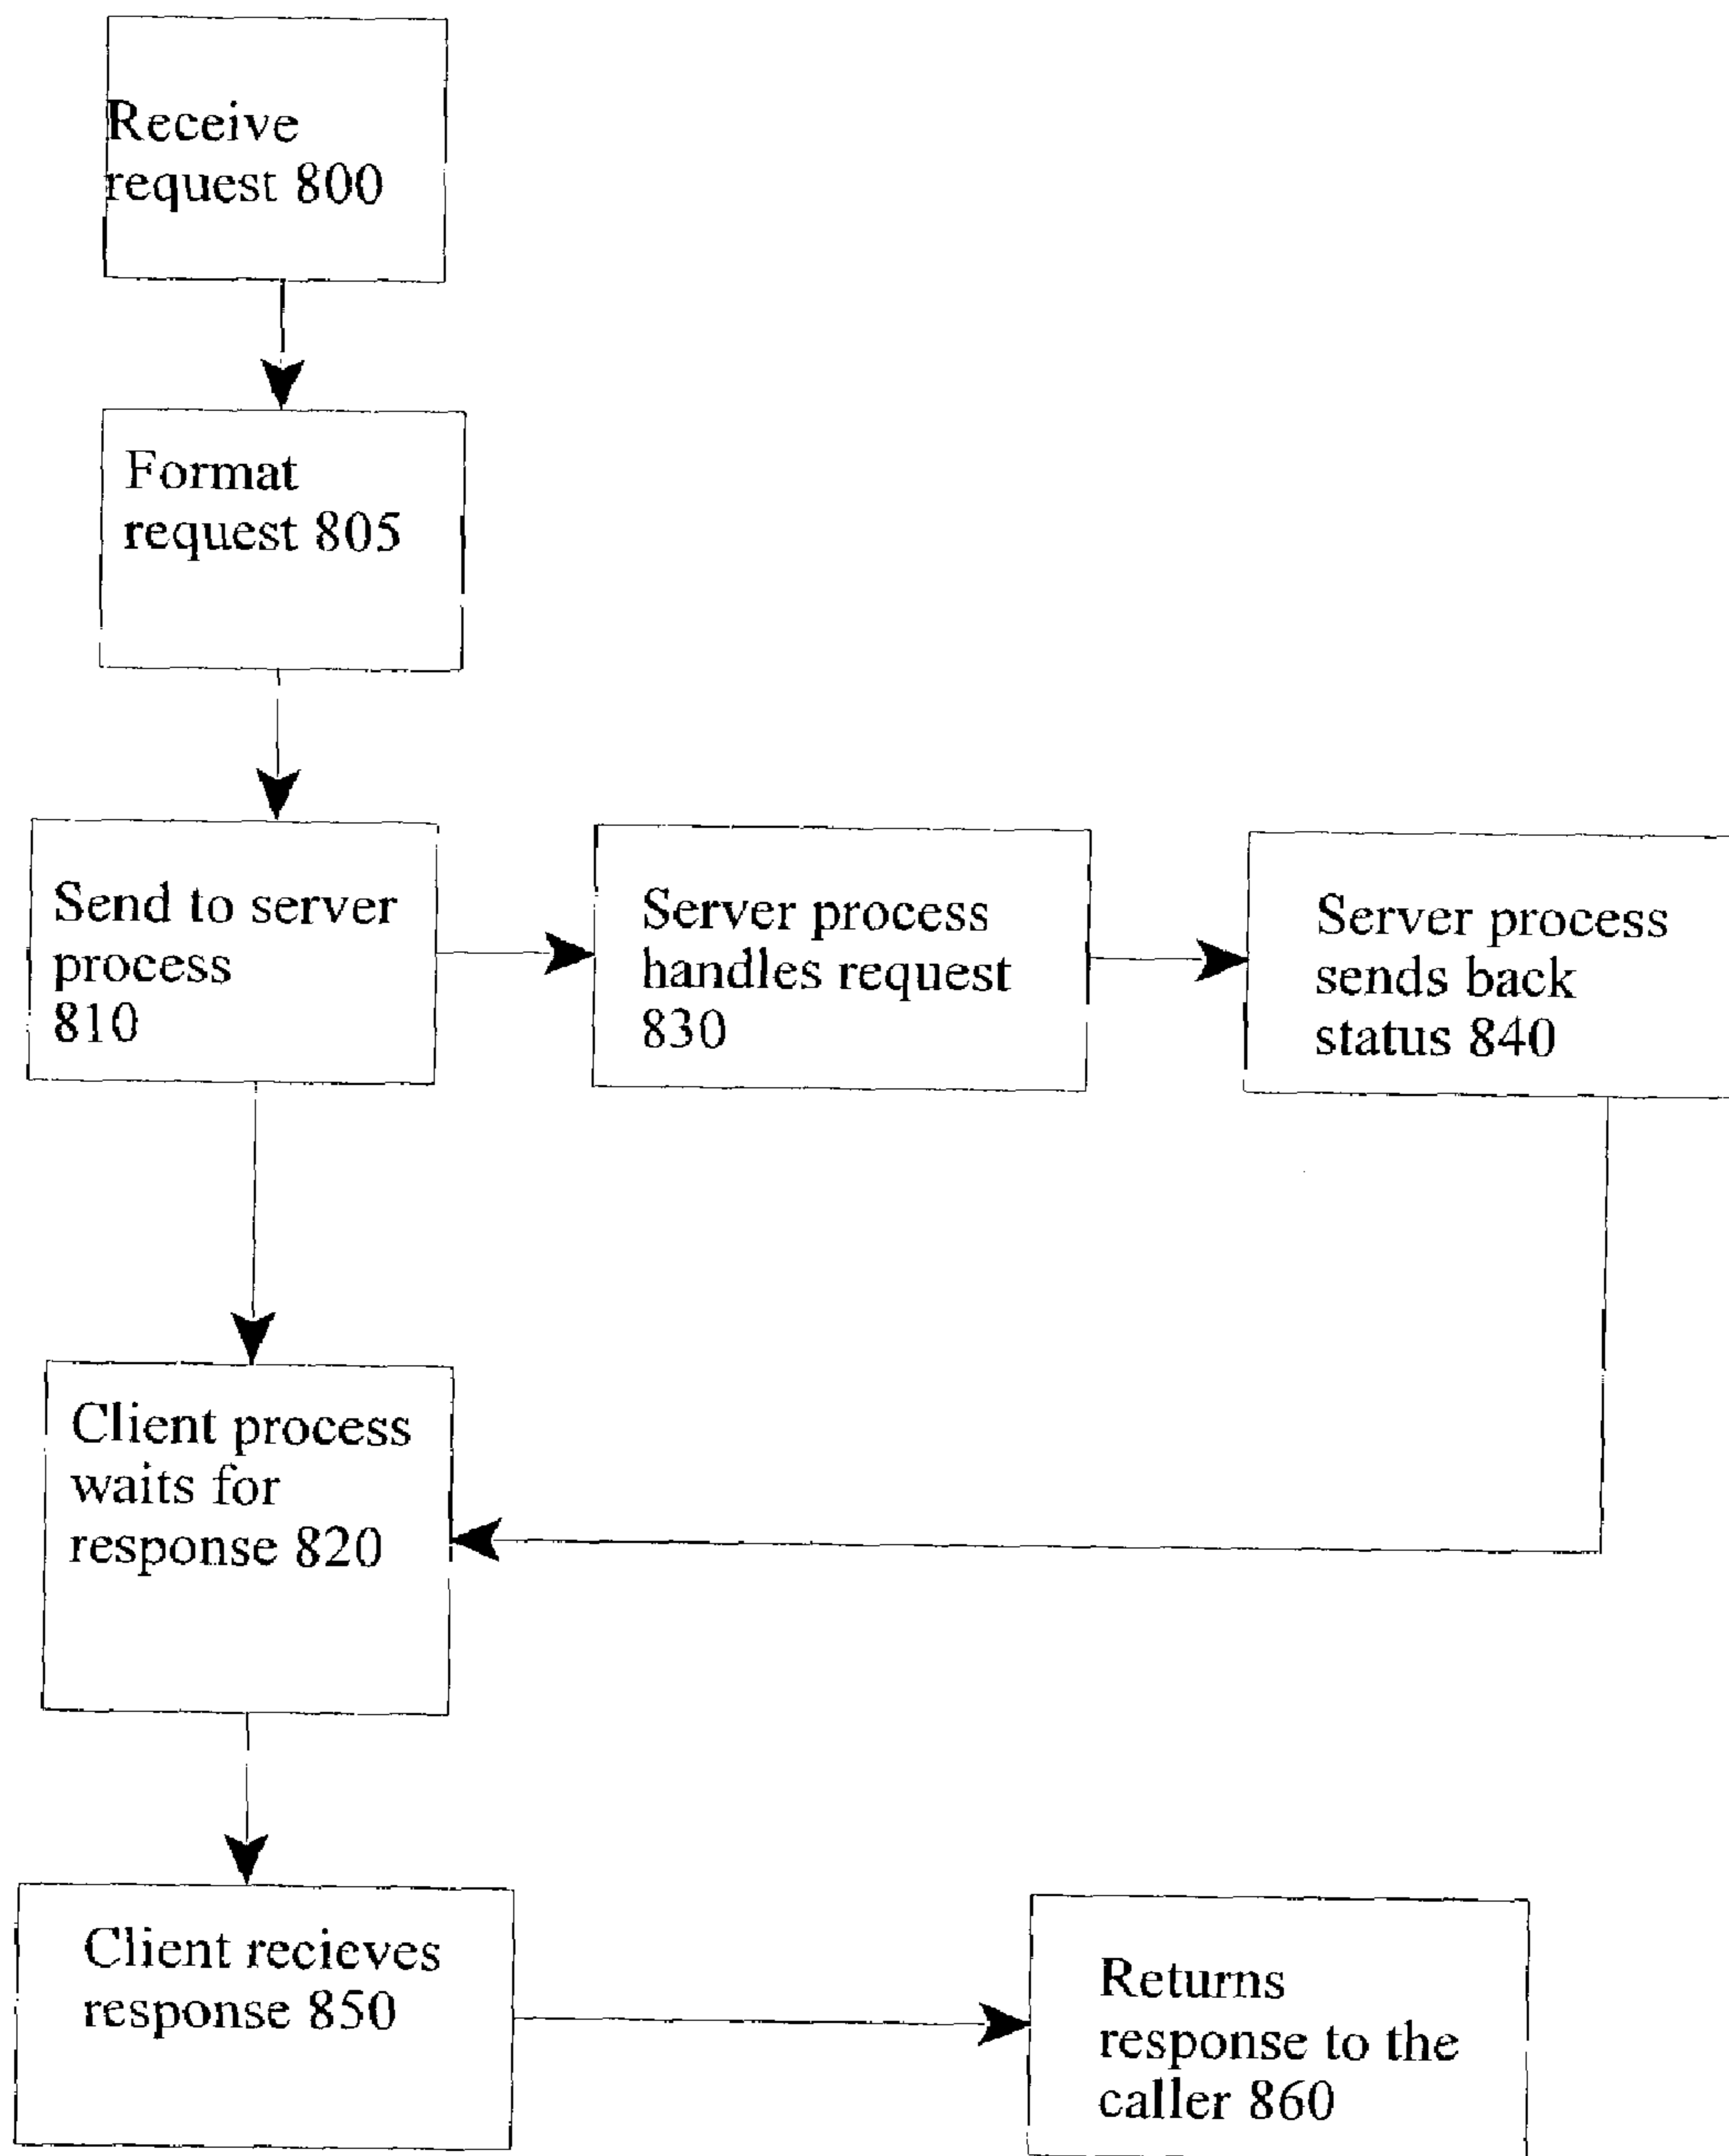 Receive
request 800
Format
request 805
Send to server
process
810
Server process
handles request
830
Server process
sends back
status 840
Client process
waits for
response 820
Client recieves
response 850
Returns
response to the
caller 860